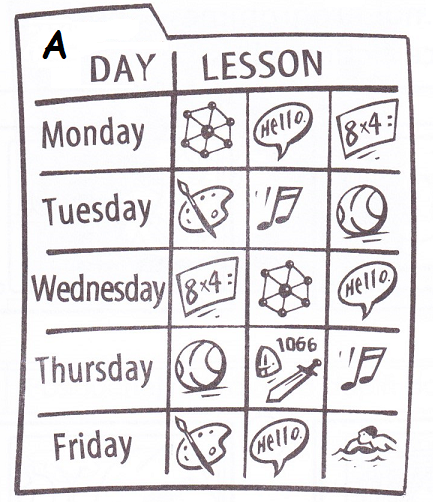 A
DAY LESSON
Monday Hello. 8x4=
Tuesday
Wednesday 8x4= Hello.
Thursday 1066
Friday Hello.